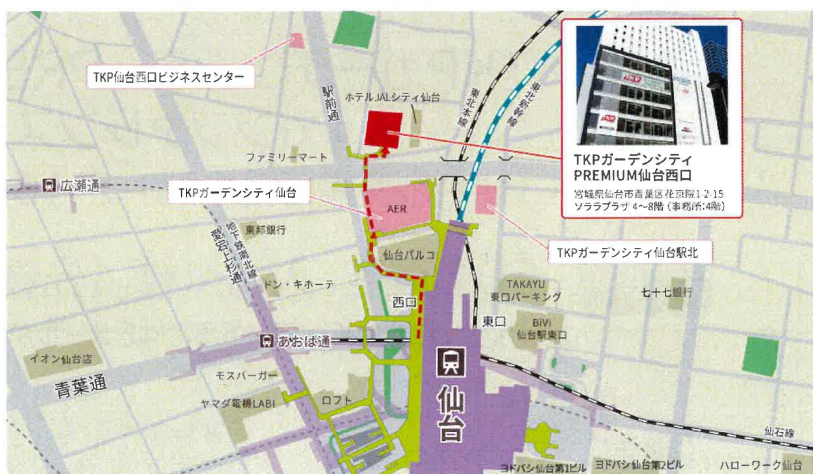 TKP仙台西口ビジネスセンター
駅前通
ホテルJALシティ仙台
東北本線
東北新幹線
TKPガーデンシティ
PREMIUM仙台西口
宮城県仙台市青葉区花京院1-2-15
ソララプラザ 4〜8階 (事務所:4階)
ファミリーマート
広瀬通
TKPガーデンシティ仙台
AER
地下鉄南北線
愛宕上杉通
東邦銀行
仙台パルコ
TKPガーデンシティ仙台駅北
ドン・キホーテ
西口
TAKAYU
東口パーキング
七十七銀行
東口
BiVi
仙台駅東口
あおば通
イオン仙台店
青葉通
モスバーガー
ヤマダ電機LABI
ロフト
仙台
仙石線
ヨドバシ仙台第1ビル
ヨドバシ仙台第2ビル
ハローワーク仙台